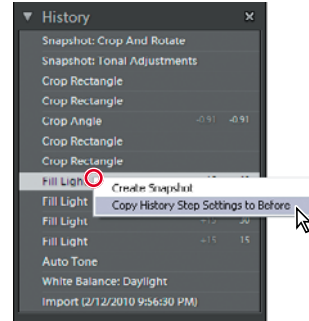 History
Snapshot: Crop And Rotate
Snapshot: Tonal Adjustments
Crop Rectangle
Crop Rectangle
Crop Angle -0.91 -0.91
Crop Rectangle
Crop Rectangle
Fill Light
Create Snapshot
Fill Light
Copy History Step Settings to Before
Fill Light +15 30
Fill Light +15 15
Auto Tone
White Balance: Daylight
Import (2/12/2010 9:56:30 PM)